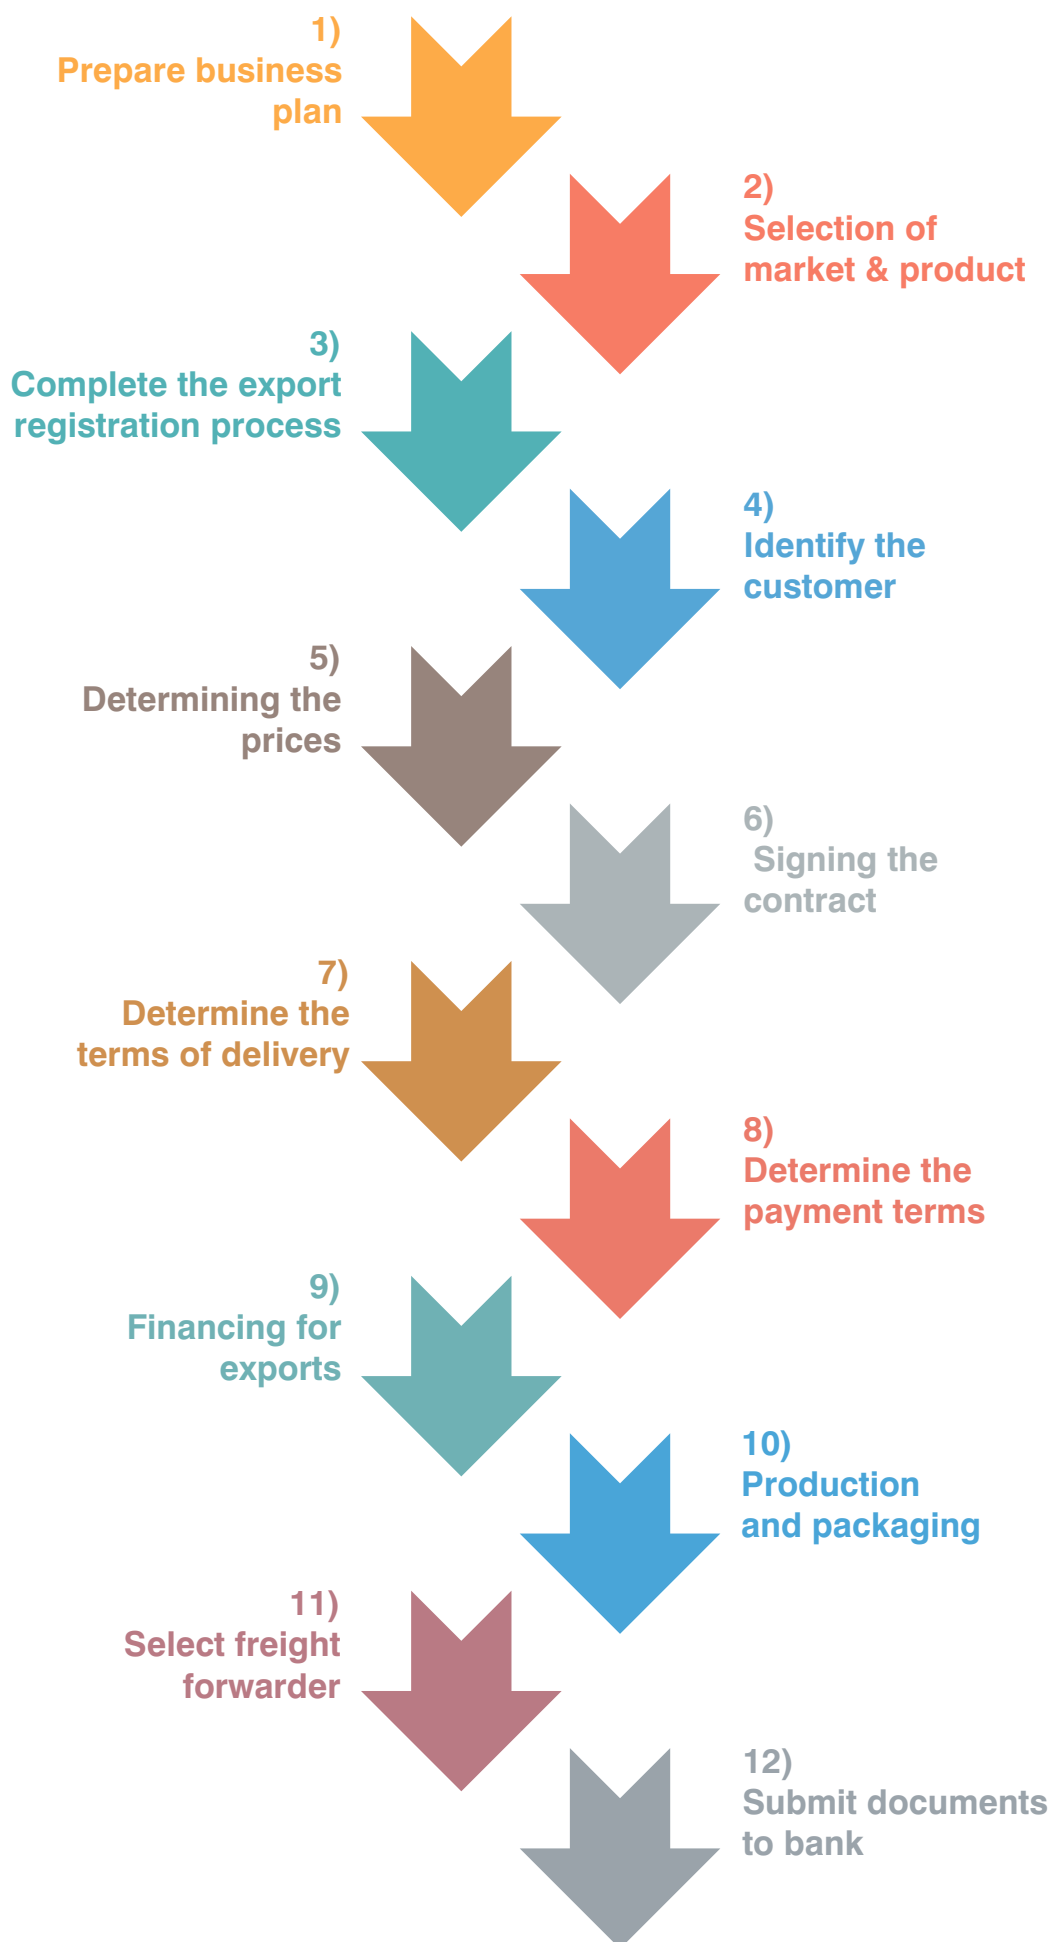 1)
Prepare business
plan
2)
Selection of
market & product
3)
Complete the export
registration process
4)
Identify the
customer
5)
Determining the
prices
6)
Signing the
contract
7)
Determine the
terms of delivery
8)
Determine the
payment terms
9)
Financing for
exports
10)
Production
and packaging
11)
Select freight
forwarder
12)
Submit documents
to bank